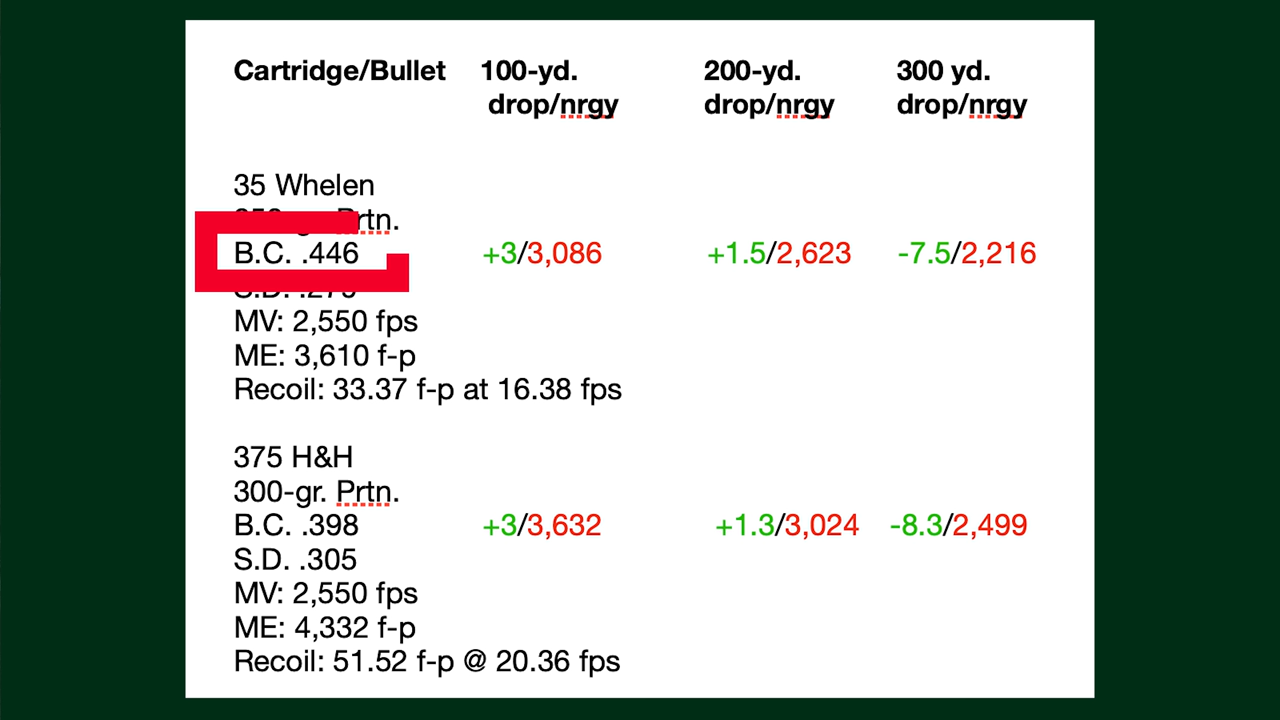 Cartridge/Bullet 100-yd. 200-yd. 300 yd.
drop/nrgy drop/nrgy drop/nrgy
35 Whelen
Prtn.
B.C. .446 +3/3,086 +1.5/2,623 -7.5/2,216
S.D.
MV: 2,550 fps
ME: 3,610 f-p
Recoil: 33.37 f-p at 16.38 fps
375 H&H
300-gr. Prtn.
B.C. .398 +3/3,632 +1.3/3,024 -8.3/2,499
S.D. .305
MV: 2,550 fps
ME: 4,332 f-p
Recoil: 51.52 f-p @ 20.36 fps